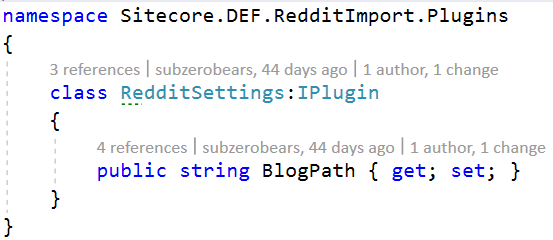 namespace Sitecore.DEF.RedditImport.Plugins
{
3 references | subzerobears, 44 days ago | 1 author, 1 change
class RedditSettings:IPlugin
{
4 references | subzerobears, 44 days ago | 1 author, 1 change
public string BlogPath { get; set; }
}
}